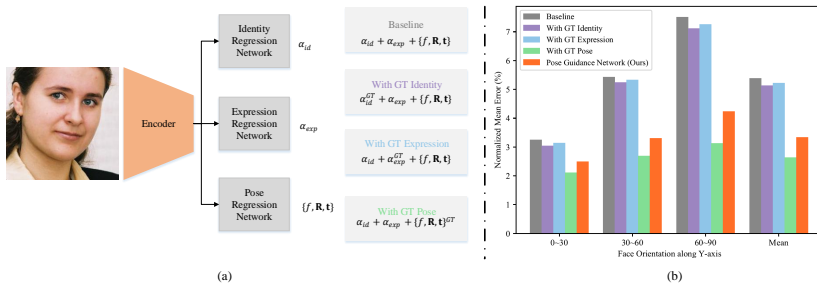 Encoder
Identity
Regression
Network
α_id
Expression
Regression
Network
α_exp
Pose
Regression
Network
{f, R, t}
Baseline
α_id + α_exp + {f, R, t}
With GT Identity
α_id^GT + α_exp + {f, R, t}
With GT Expression
α_id + α_exp^GT + {f, R, t}
With GT Pose
α_id + α_exp + {f, R, t}^GT
(a)
Normalized Mean Error (%)
7%
6%
5%
4%
3%
2%
1%
0
Baseline
With GT Identity
With GT Expression
With GT Pose
Pose Guidance Network (Ours)
0~30
30~60
60~90
Mean
Face Orientation along Y-axis
(b)